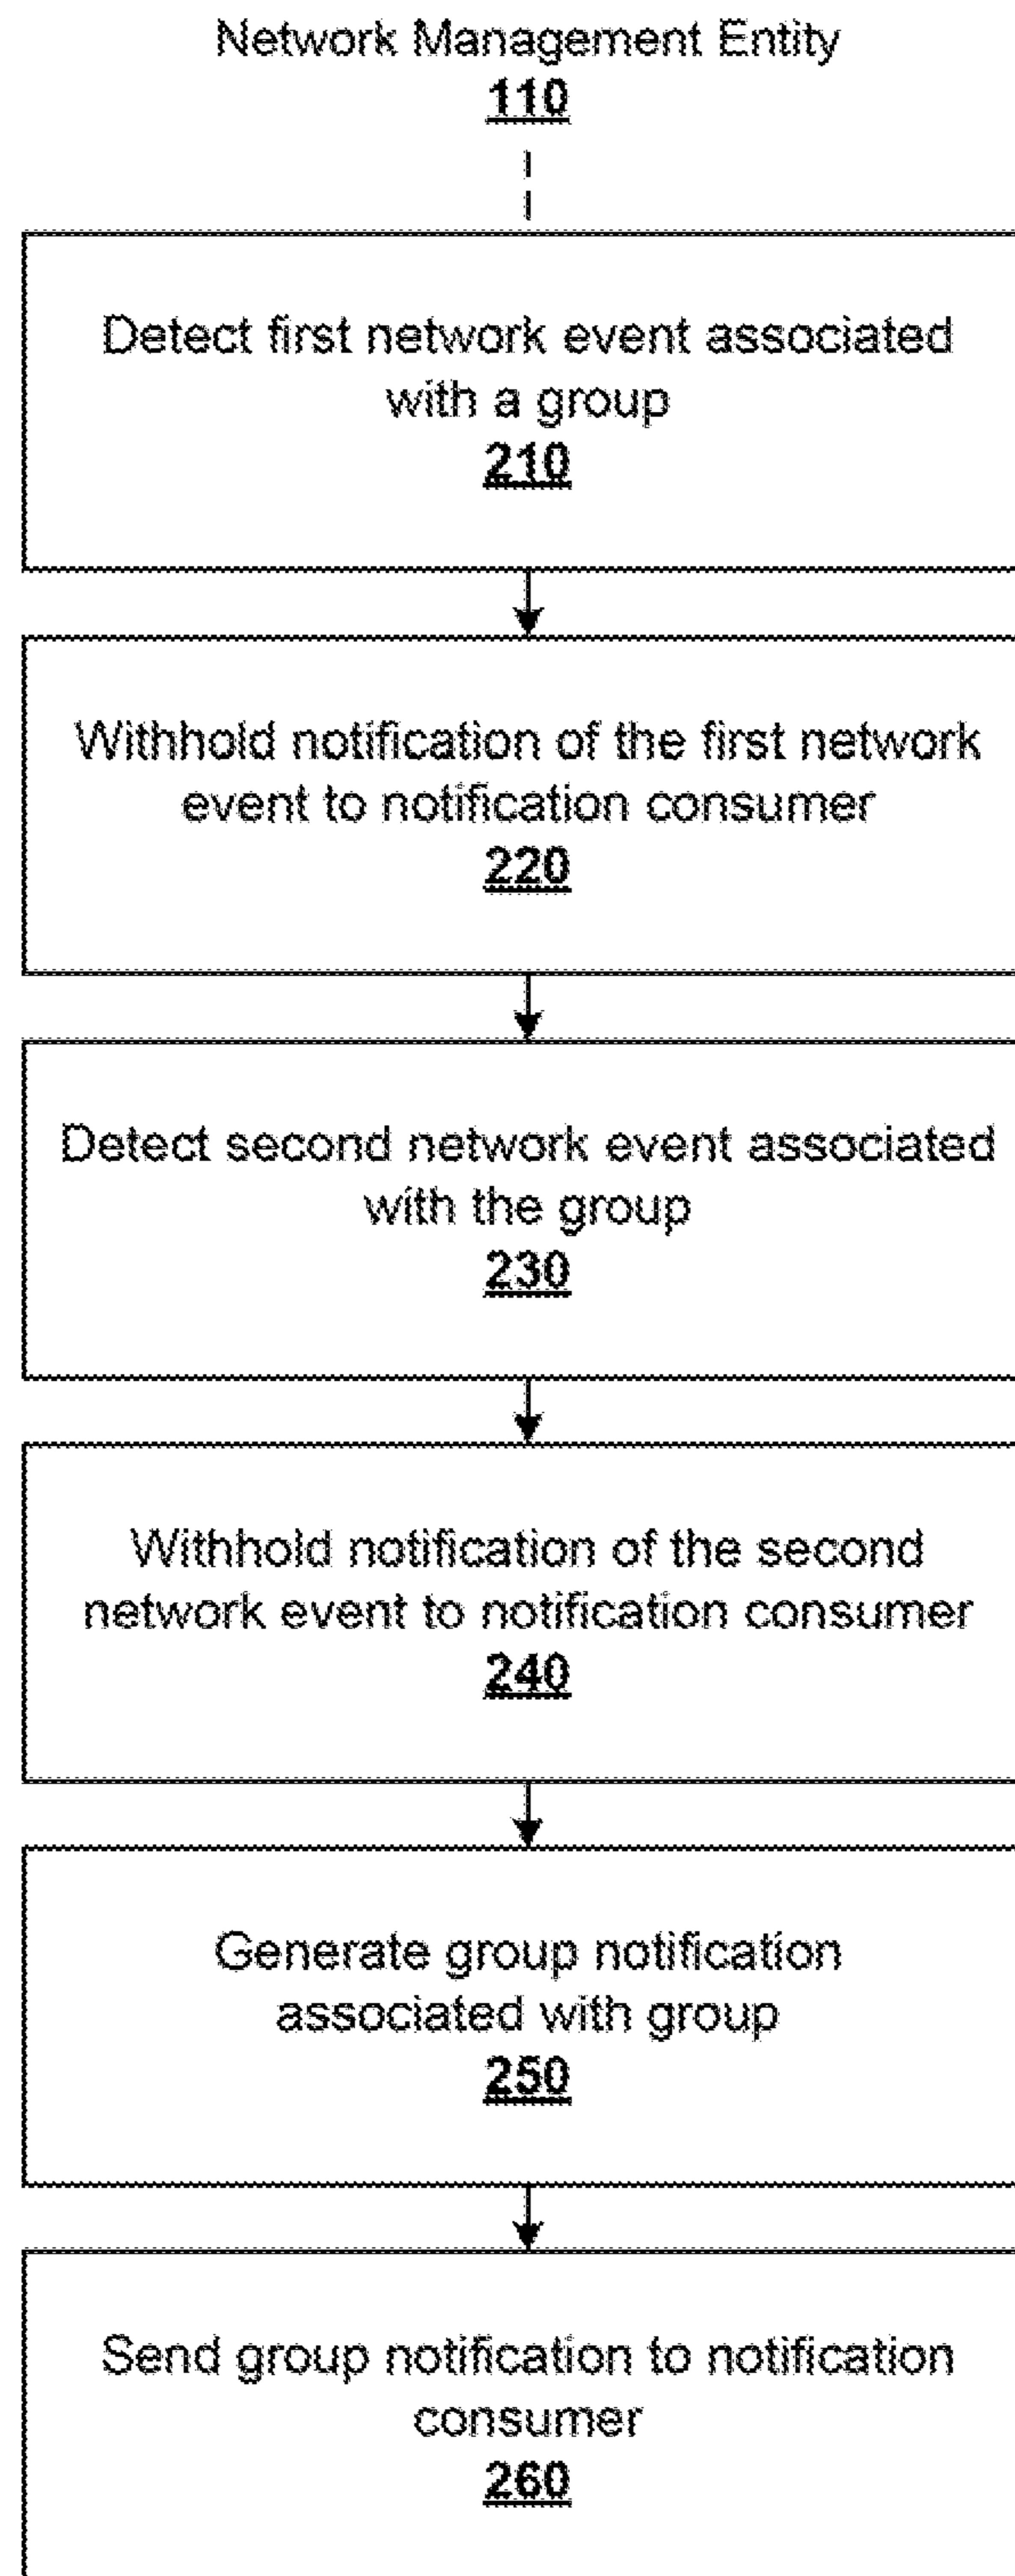 Network Management Entity
110
Detect first network event associated
with a group
210
Withhold notification of the first network
event to notification consumer
220
Detect second network event associated
with the group
230
Withhold notification of the second
network event to notification consumer
240
Generate group notification
associated with group
250
Send group notification to notification
consumer
260